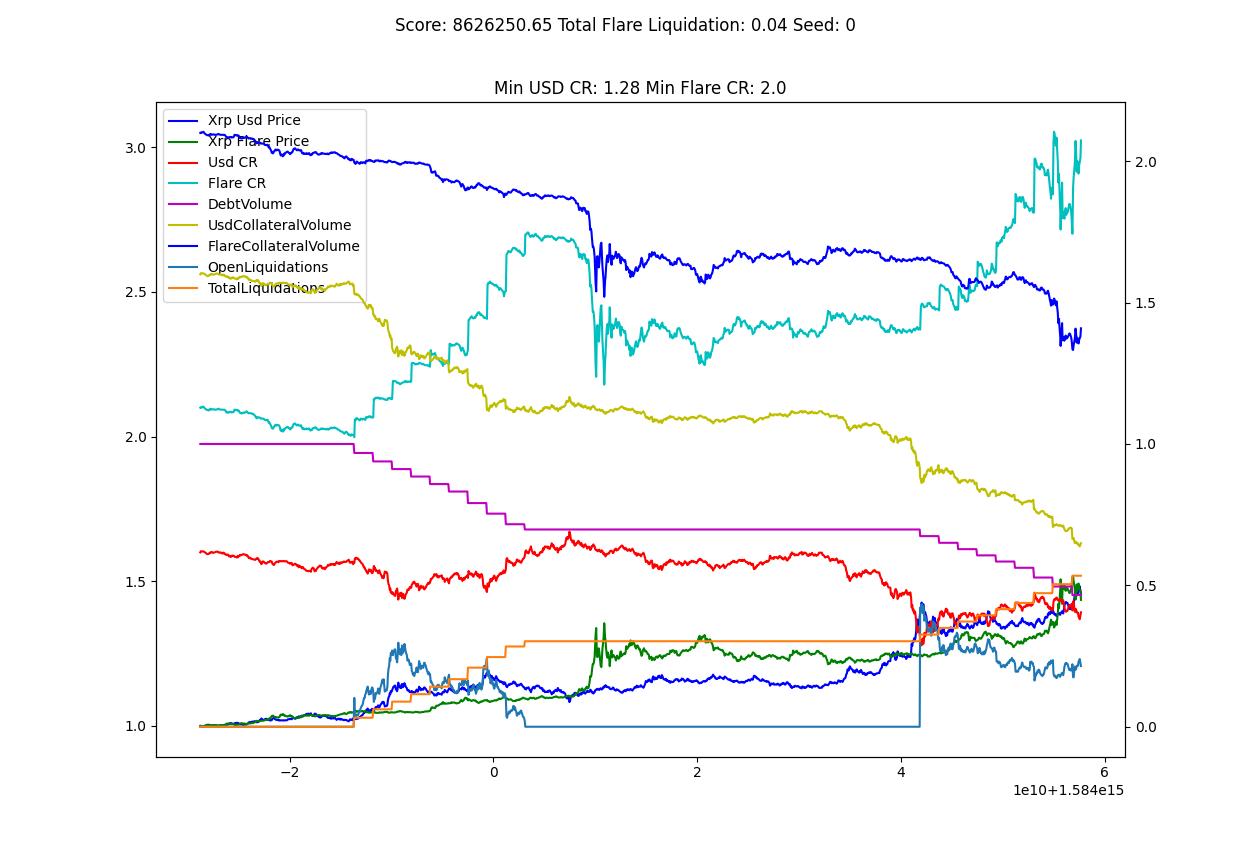 Score: 8626250.65 Total Flare Liquidation: 0.04 Seed: 0
Min USD CR: 1.28 Min Flare CR: 2.0
Xrp Usd Price
Xrp Flare Price
Usd CR
Flare CR
DebtVolume
UsdCollateralVolume
FlareCollateralVolume
OpenLiquidations
TotalLiquidations
3.0
2.5
2.0
1.5
1.0
2.0
1.5
1.0
0.5
0.0
−2 0 2 4 6
1e10+1.584e15